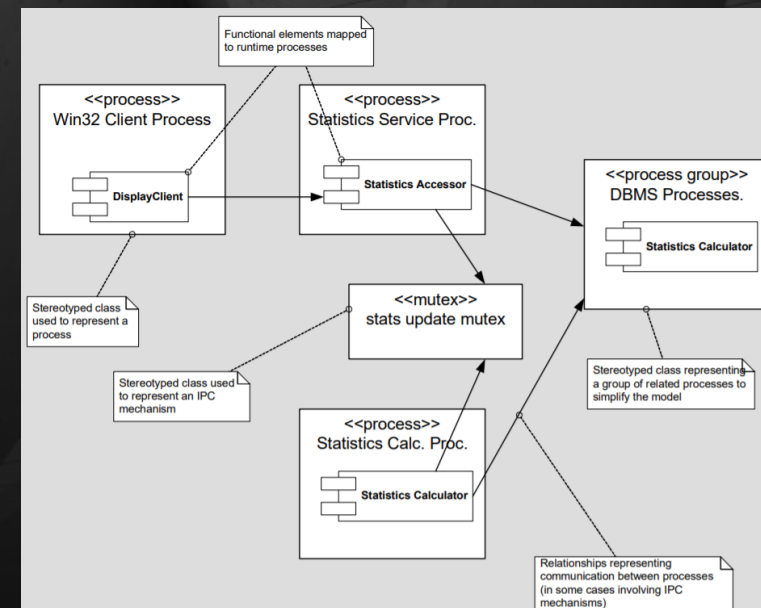 Functional elements mapped
to runtime processes
<<process>>
Win32 Client Process
DisplayClient
<<process>>
Statistics Service Proc.
Statistics Accessor
<<process group>>
DBMS Processes.
Statistics Calculator
Stereotyped class
used to represent a
process
<<mutex>>
stats update mutex
Stereotyped class used
to represent an IPC
mechanism
Stereotyped class representing
a group of related processes to
simplify the model
<<process>>
Statistics Calc. Proc.
Statistics Calculator
Relationships representing
communication between processes
(in some cases involving IPC
mechanisms)